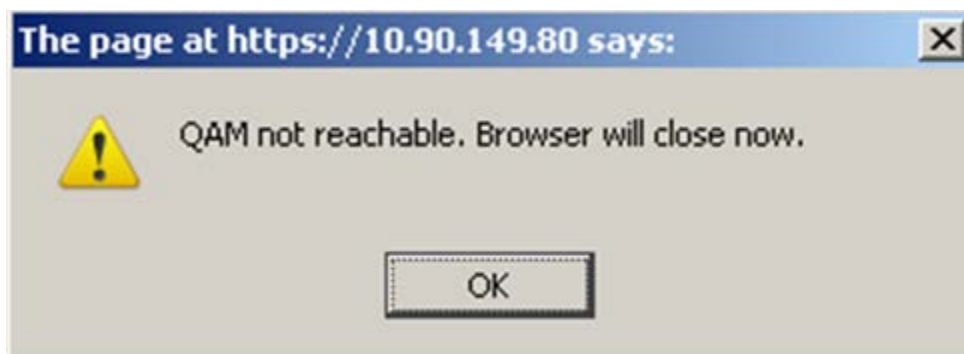 The page at https://10.90.149.80 says:
QAM not reachable. Browser will close now.
OK